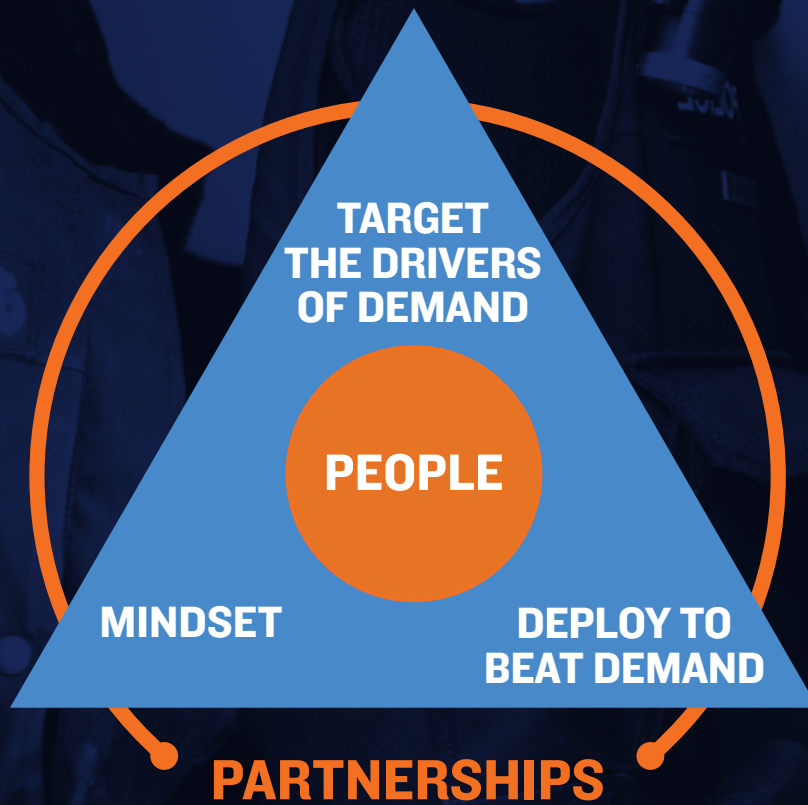 TARGET
THE DRIVERS
OF DEMAND
PEOPLE
MINDSET
DEPLOY TO
BEAT DEMAND
PARTNERSHIPS